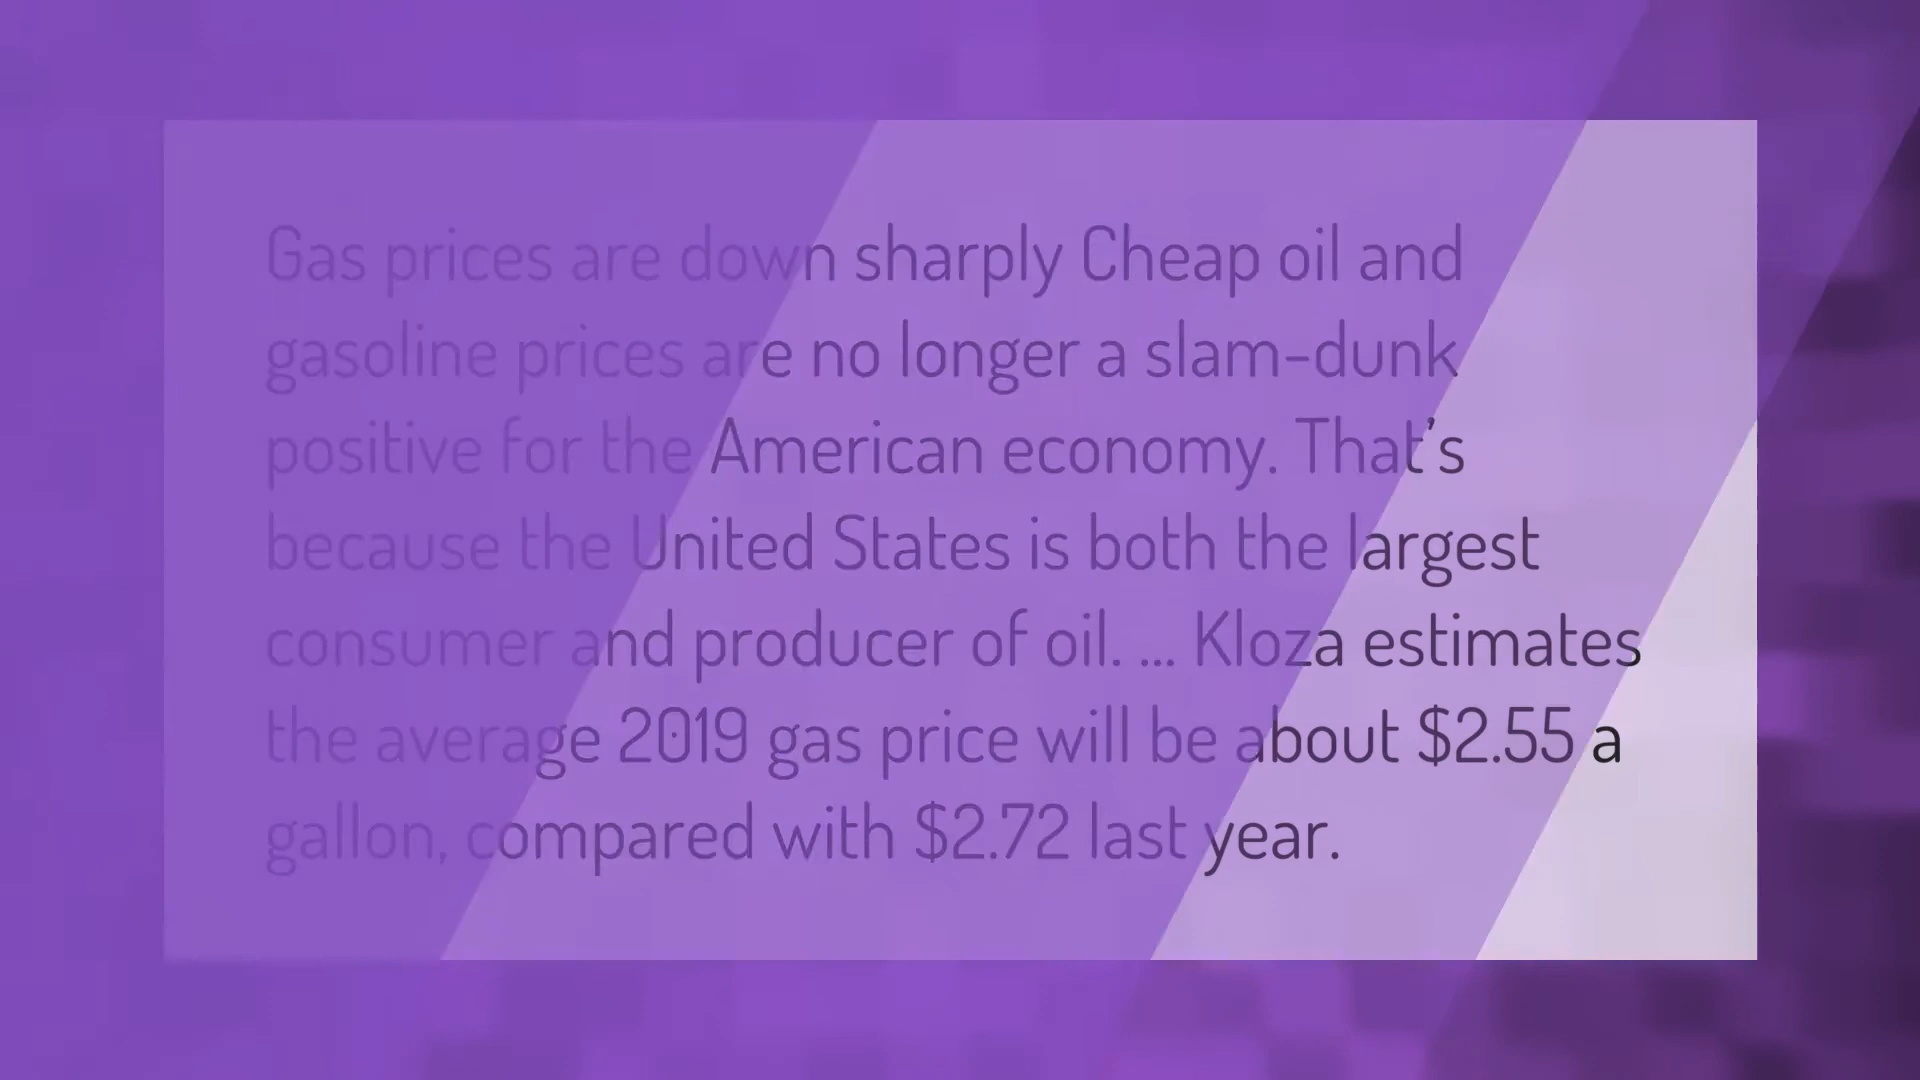 Gas prices are down sharply Cheap oil and
gasoline prices are no longer a slam-dunk
positive for the American economy. That's
because the United States is both the largest
consumer and producer of oil. ... Kloza estimates
the average 2019 gas price will be about $2.55 a
gallon, compared with $2.72 last year.